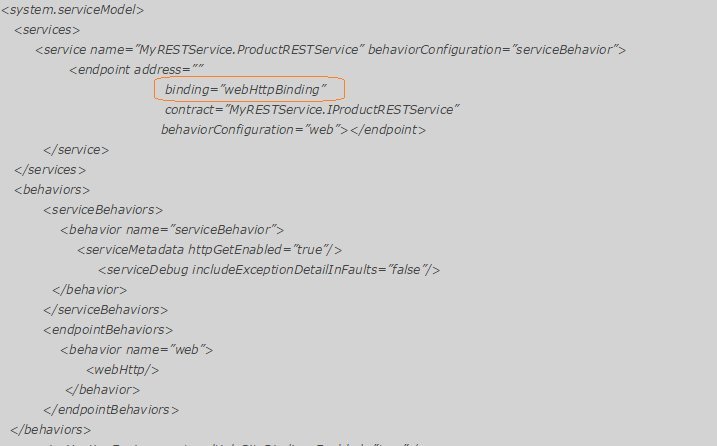 <system.serviceModel>
<services>
<service name=”MyRESTService.ProductRESTService” behaviorConfiguration=”serviceBehavior”>
<endpoint address=””
binding=”webHttpBinding”
contract=”MyRESTService.IProductRESTService”
behaviorConfiguration=”web”></endpoint>
</service>
</services>
<behaviors>
<serviceBehaviors>
<behavior name=”serviceBehavior”>
<serviceMetadata httpGetEnabled=”true”/>
<serviceDebug includeExceptionDetailInFaults=”false”/>
</behavior>
</serviceBehaviors>
<endpointBehaviors>
<behavior name=”web”>
<webHttp/>
</behavior>
</endpointBehaviors>
</behaviors>